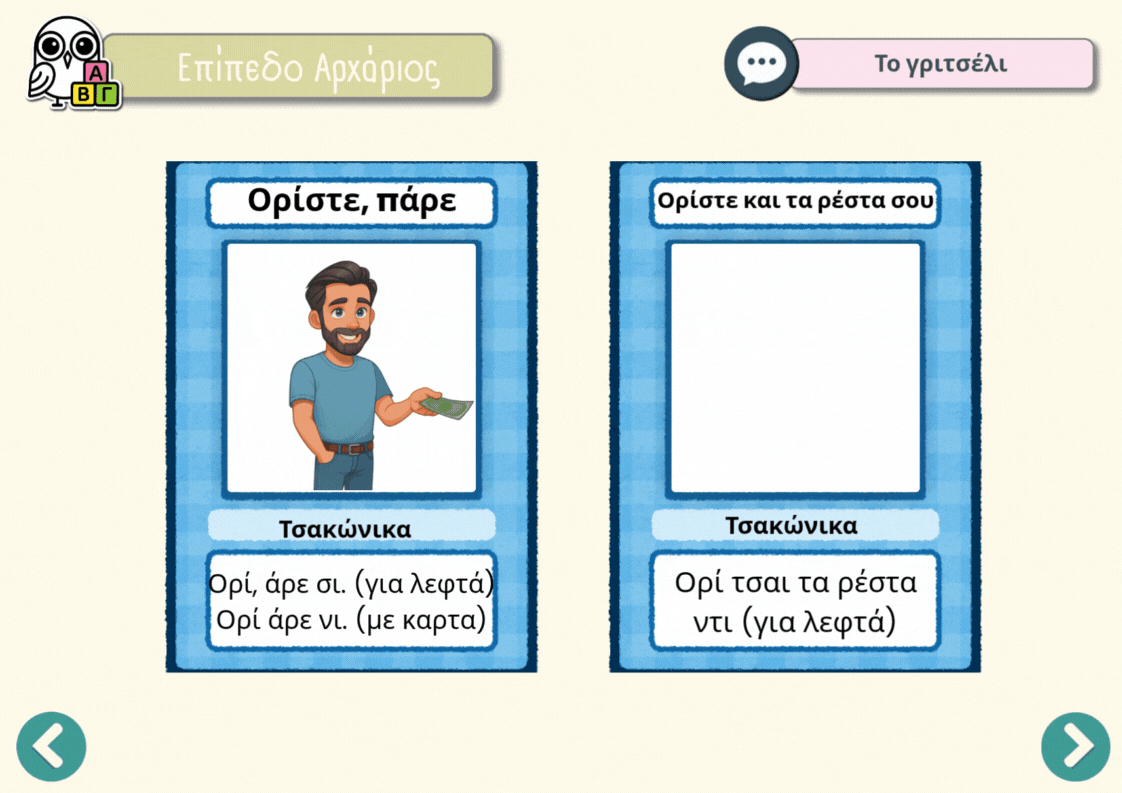 Α
Β Γ
Επίπεδο Αρχάριος
Το γριτσέλι
Ορίστε, πάρε
Τσακώνικα
Ορί, άρε σι. (για λεφτά)
Ορί άρε νι. (με καρτα)
Ορίστε και τα ρέστα σου
Τσακώνικα
Ορί τσαι τα ρέστα
ντι (για λεφτά)